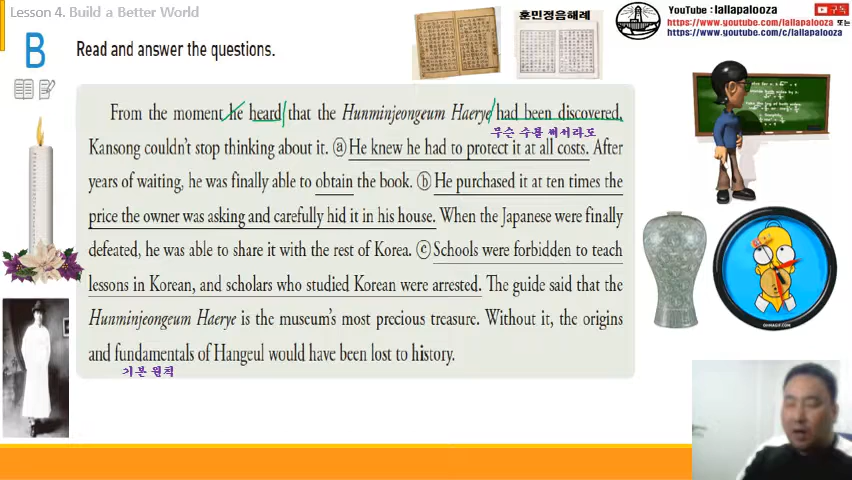 Lesson 4. Build a Better World
훈민정음해례
YouTube : lallapalooza
구독
https://www.youtube.com/lallapalooza 또는
https://www.youtube.com/c/lallapalooza
B
Read and answer the questions.
From the moment he heard that the Hunminjeongeum Haerye had been discovered,
무슨 수를 써서라도
Kansong couldn't stop thinking about it. ⓐ He knew he had to protect it at all costs. After
years of waiting, he was finally able to obtain the book. ⓑ He purchased it at ten times the
price the owner was asking and carefully hid it in his house. When the Japanese were finally
defeated, he was able to share it with the rest of Korea. ⓒ Schools were forbidden to teach
lessons in Korean, and scholars who studied Korean were arrested. The guide said that the
Hunminjeongeum Haerye is the museum's most precious treasure. Without it, the origins
and fundamentals of Hangeul would have been lost to history.
기본 원칙